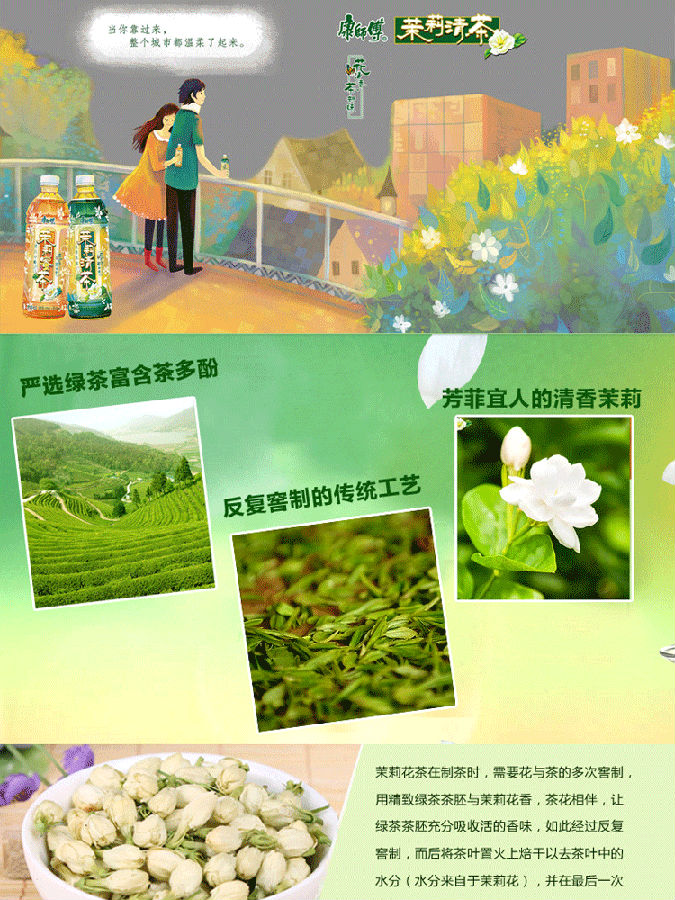 当你靠过来，
整个城市都温柔了起来。
康师傅 茉莉清茶
茉莉蜜茶
茉莉清茶
严选绿茶富含茶多酚
芳菲宜人的清香茉莉
反复窨制的传统工艺
茉莉花茶在制茶时，需要花与茶的多次窨制，
用精致绿茶茶胚与茉莉花香，茶花相伴，让
绿茶茶胚充分吸收活的香味，如此经过反复
窨制，而后将茶叶置火上焙干以去茶叶中的
水分（水分来自于茉莉花），并在最后一次